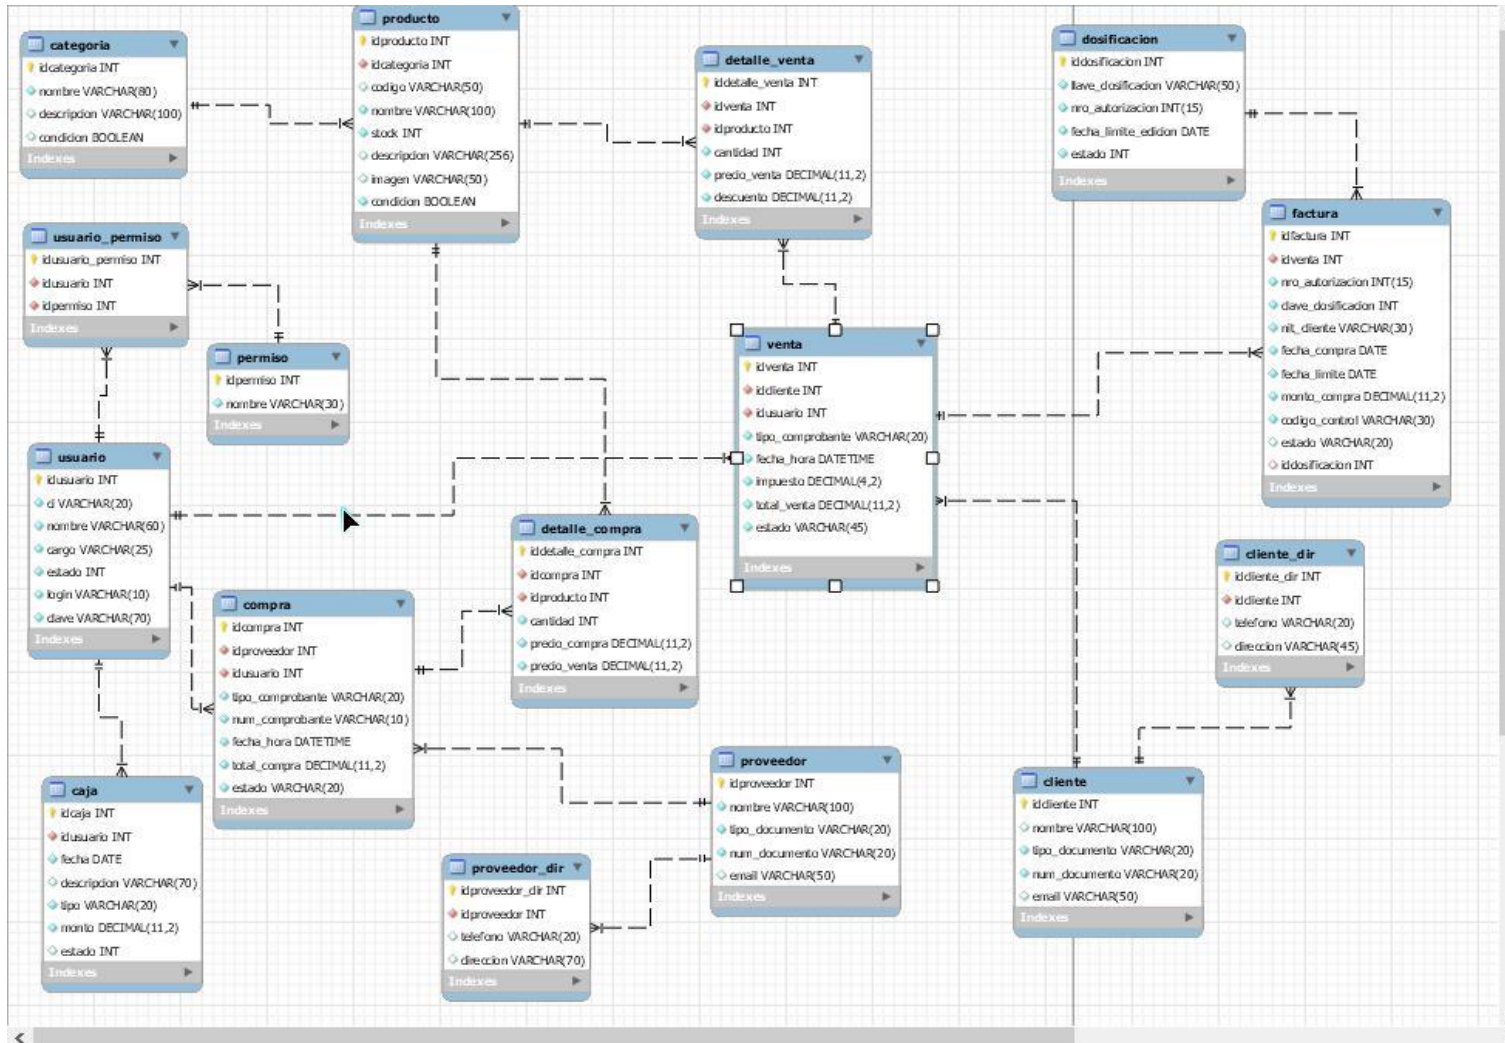 categoria
idcategoria INT
nombre VARCHAR(80)
descripcion VARCHAR(100)
condicion BOOLEAN
Indexes
producto
idproducto INT
idcategoria INT
codigo VARCHAR(50)
nombre VARCHAR(100)
stock INT
descripcion VARCHAR(256)
imagen VARCHAR(50)
condicion BOOLEAN
Indexes
detalle_venta
iddetalle_venta INT
idventa INT
idproducto INT
cantidad INT
precio_venta DECIMAL(11,2)
descuento DECIMAL(11,2)
Indexes
dosificacion
iddosificacion INT
llave_dosificacion VARCHAR(50)
nro_autorizacion INT(15)
fecha_limite_edicion DATE
estado INT
Indexes
factura
idfactura INT
idventa INT
nro_autorizacion INT(15)
clave_dosificacion INT
nit_cliente VARCHAR(30)
fecha_compra DATE
fecha_limite DATE
monto_compra DECIMAL(11,2)
codigo_control VARCHAR(30)
estado VARCHAR(20)
iddosificacion INT
Indexes
usuario_permiso
idusuario_permiso INT
idusuario INT
idpermiso INT
Indexes
permiso
idpermiso INT
nombre VARCHAR(30)
Indexes
venta
idventa INT
idcliente INT
idusuario INT
tipo_comprobante VARCHAR(20)
fecha_hora DATETIME
impuesto DECIMAL(4,2)
total_venta DECIMAL(11,2)
estado VARCHAR(45)
Indexes
usuario
idusuario INT
ci VARCHAR(20)
nombre VARCHAR(60)
cargo VARCHAR(25)
estado INT
login VARCHAR(10)
clave VARCHAR(70)
Indexes
detalle_compra
iddetalle_compra INT
idcompra INT
idproducto INT
cantidad INT
precio_compra DECIMAL(11,2)
precio_venta DECIMAL(11,2)
Indexes
cliente_dir
idcliente_dir INT
idcliente INT
telefono VARCHAR(20)
direccion VARCHAR(45)
Indexes
compra
idcompra INT
idproveedor INT
idusuario INT
tipo_comprobante VARCHAR(20)
num_comprobante VARCHAR(10)
fecha_hora DATETIME
total_compra DECIMAL(11,2)
estado VARCHAR(20)
Indexes
proveedor
idproveedor INT
nombre VARCHAR(100)
tipo_documento VARCHAR(20)
num_documento VARCHAR(20)
email VARCHAR(50)
Indexes
cliente
idcliente INT
nombre VARCHAR(100)
tipo_documento VARCHAR(20)
num_documento VARCHAR(20)
email VARCHAR(50)
Indexes
caja
idcaja INT
idusuario INT
fecha DATE
descripcion VARCHAR(70)
tipo VARCHAR(20)
monto DECIMAL(11,2)
estado INT
Indexes
proveedor_dir
idproveedor_dir INT
idproveedor INT
telefono VARCHAR(20)
direccion VARCHAR(70)
Indexes